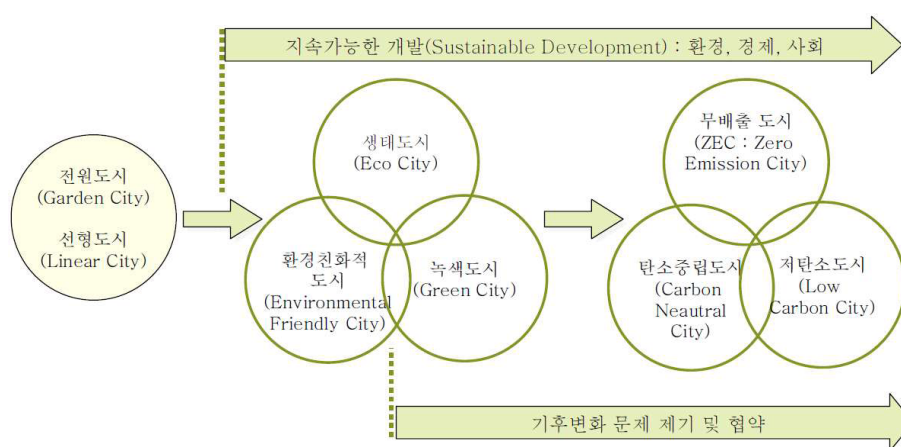 지속가능한 개발(Sustainable Development) : 환경, 경제, 사회
전원도시
(Garden City)
선형도시
(Linear City)
생태도시
(Eco City)
환경친화적
도시
(Environmental
Friendly City)
녹색도시
(Green City)
무배출 도시
(ZEC : Zero
Emission City)
탄소중립도시
(Carbon
Neautral
City)
저탄소도시
(Low
Carbon City)
기후변화 문제 제기 및 협약